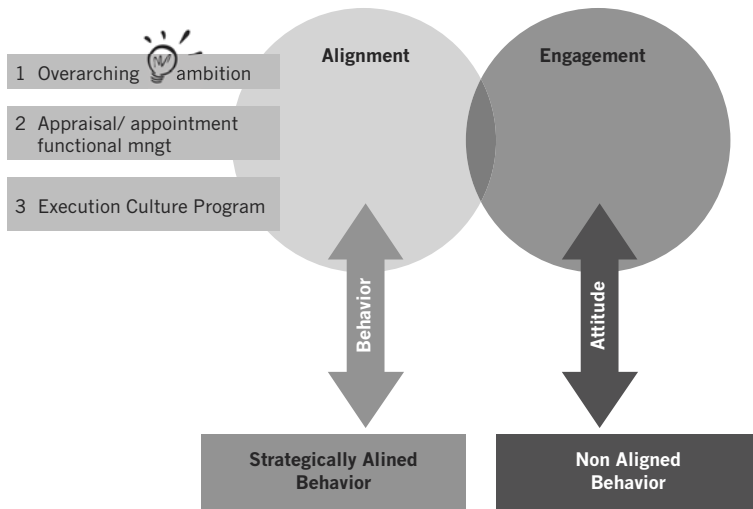 Alignment
Engagement
1 Overarching ambition
2 Appraisal/ appointment
functional mngt
3 Execution Culture Program
Behavior
Attitude
Strategically Alined
Behavior
Non Aligned
Behavior